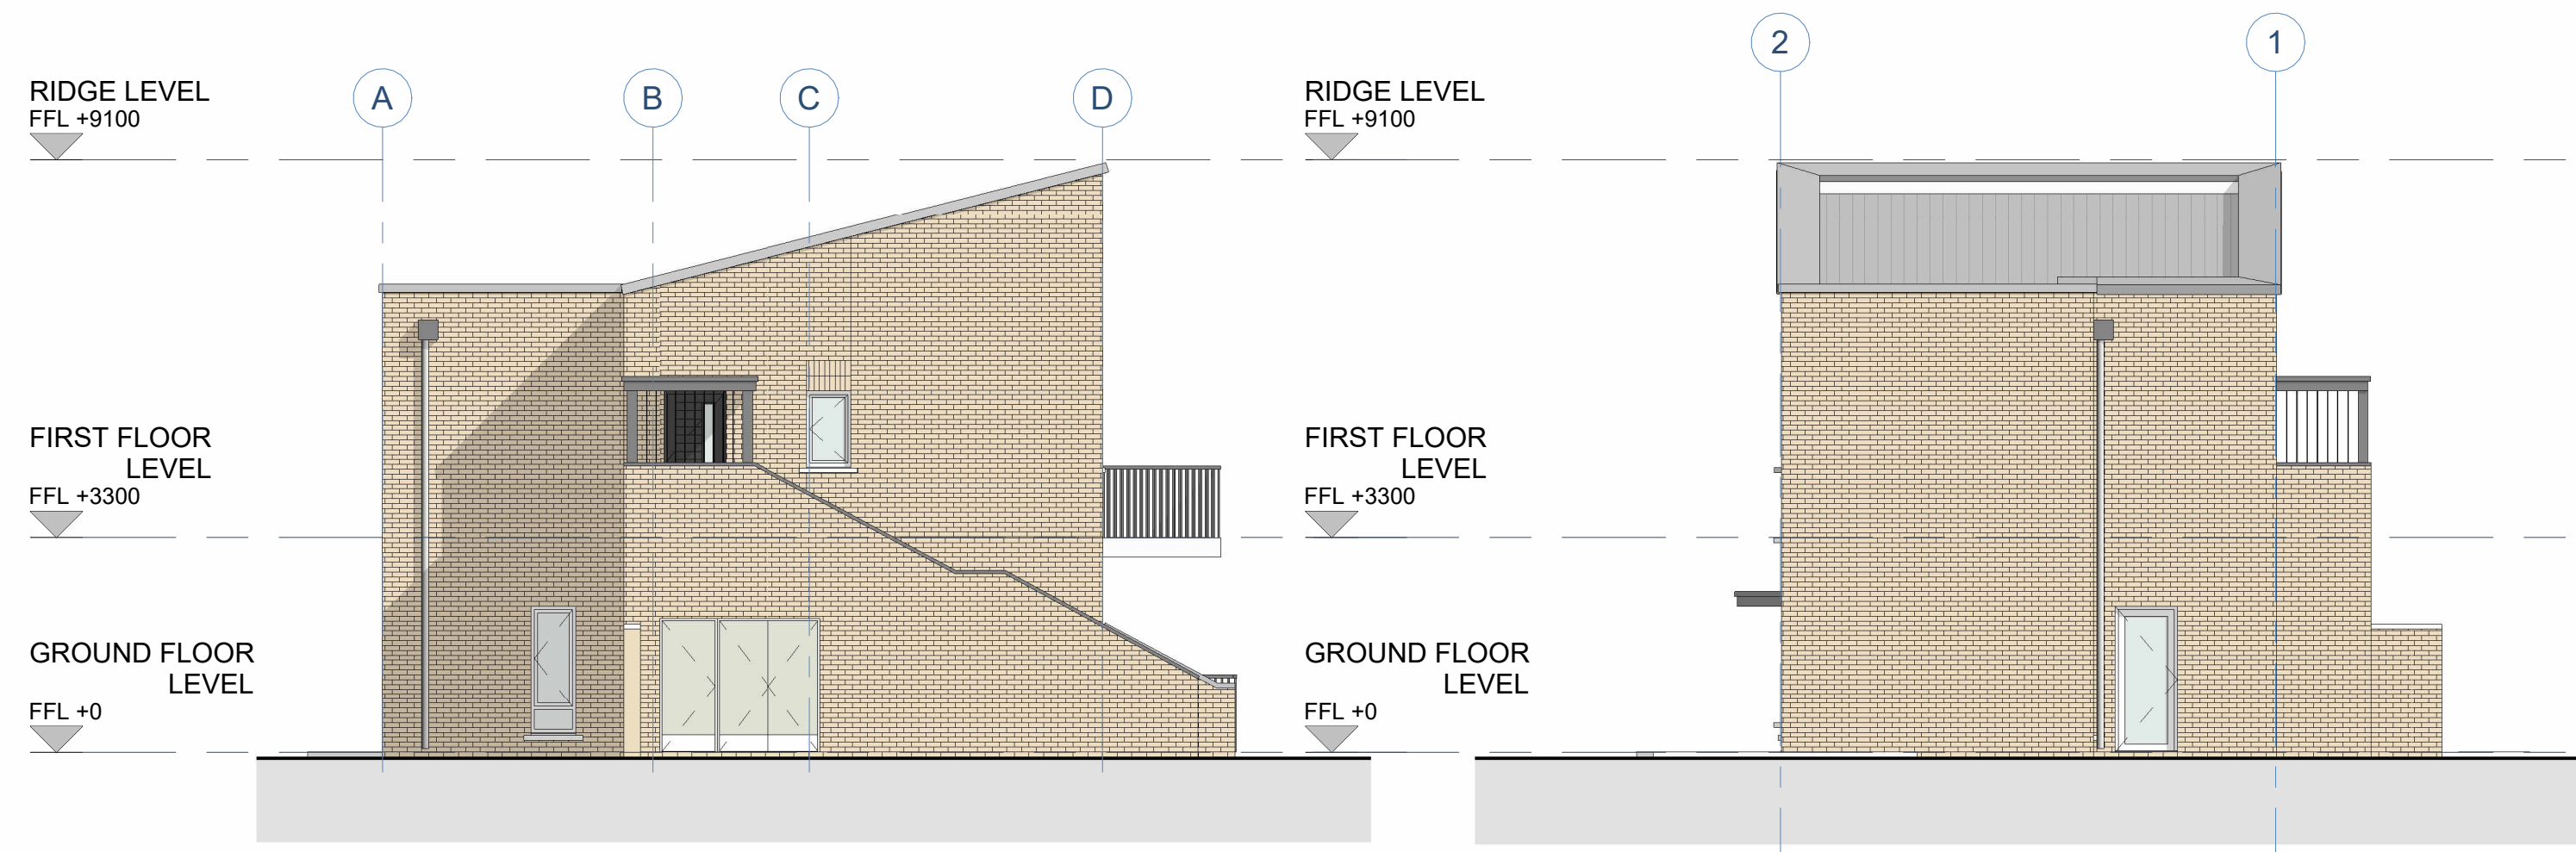 2
1
A
B
C
D
RIDGE LEVEL
FFL +9100
FIRST FLOOR
LEVEL
FFL +3300
GROUND FLOOR
LEVEL
FFL +0
RIDGE LEVEL
FFL +9100
FIRST FLOOR
LEVEL
FFL +3300
GROUND FLOOR
LEVEL
FFL +0